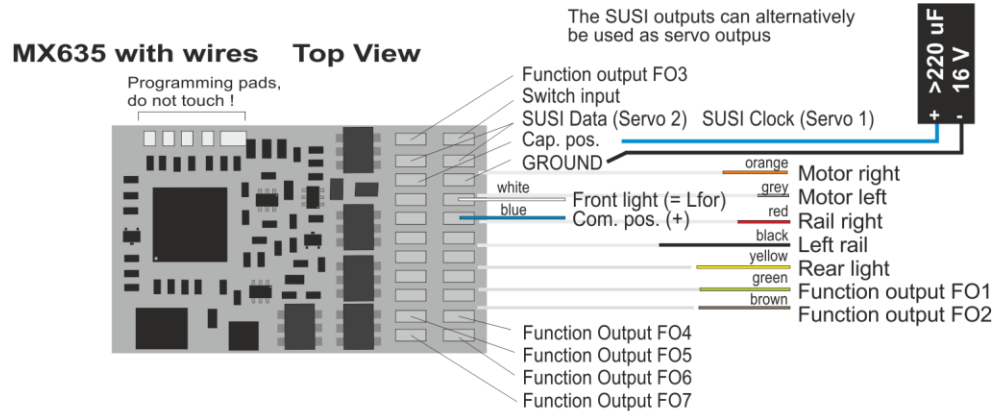 The SUSI outputs can alternatively
be used as servo outpus
MX635 with wires Top View
Programming pads,
do not touch !
>220 uF
16 V
+ -
Function output FO3
Switch input
SUSI Data (Servo 2) SUSI Clock (Servo 1)
Cap. pos.
GROUND
orange Motor right
white
grey Motor left
Front light (= Lfor)
blue
Com. pos. (+)
red Rail right
black Left rail
yellow Rear light
green Function output FO1
brown Function output FO2
Function Output FO4
Function Output FO5
Function Output FO6
Function Output FO7